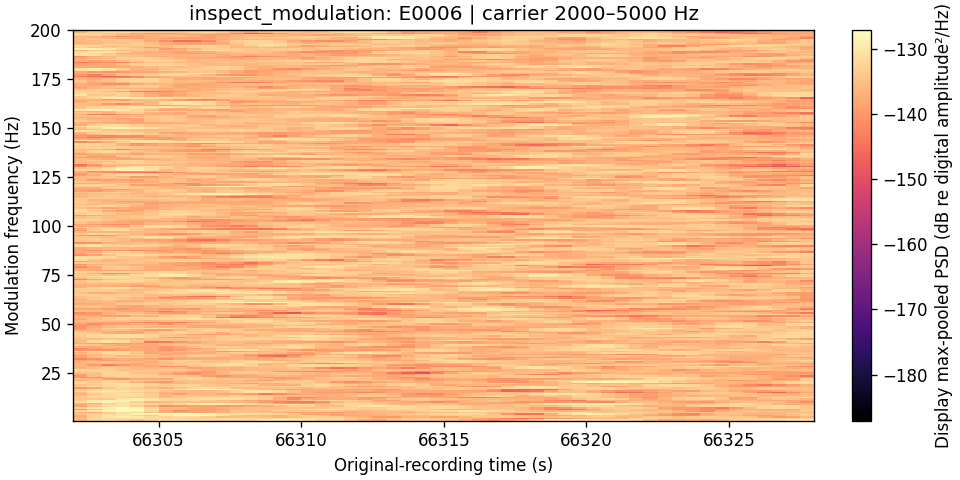 inspect_modulation: E0006 | carrier 2000–5000 Hz
200
175
150
125
100
75
50
25
Modulation frequency (Hz)
66305 66310 66315 66320 66325
Original-recording time (s)
−130
−140
−150
−160
−170
−180
Display max-pooled PSD (dB re digital amplitude²/Hz)